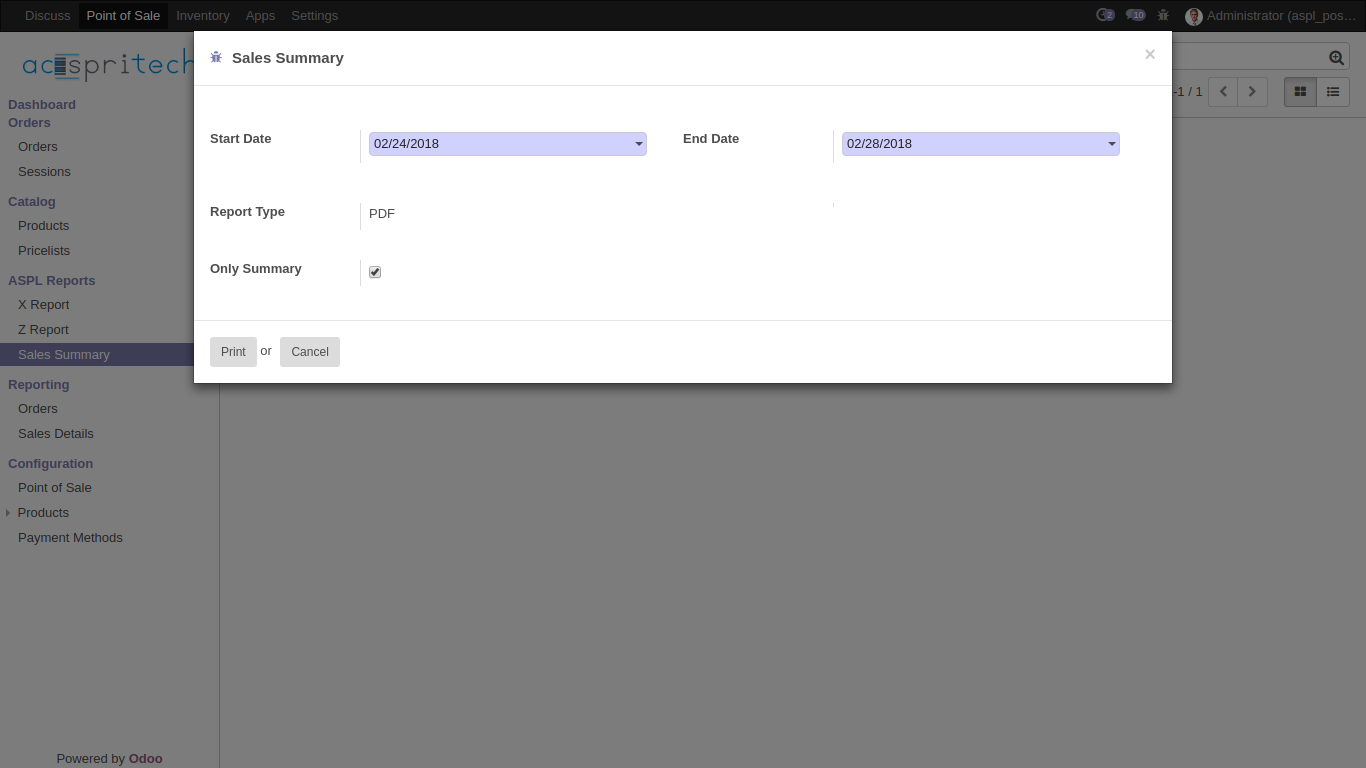 Discuss Point of Sale Inventory Apps Settings 2 10 Administrator (aspl_pos…
acespritech
Sales Summary ×
-1 / 1
Dashboard
Orders
Orders
Sessions
Catalog
Products
Pricelists
ASPL Reports
X Report
Z Report
Sales Summary
Reporting
Orders
Sales Details
Configuration
Point of Sale
Products
Payment Methods
Powered by Odoo
Start Date 02/24/2018 End Date 02/28/2018
Report Type PDF
Only Summary
Print or Cancel